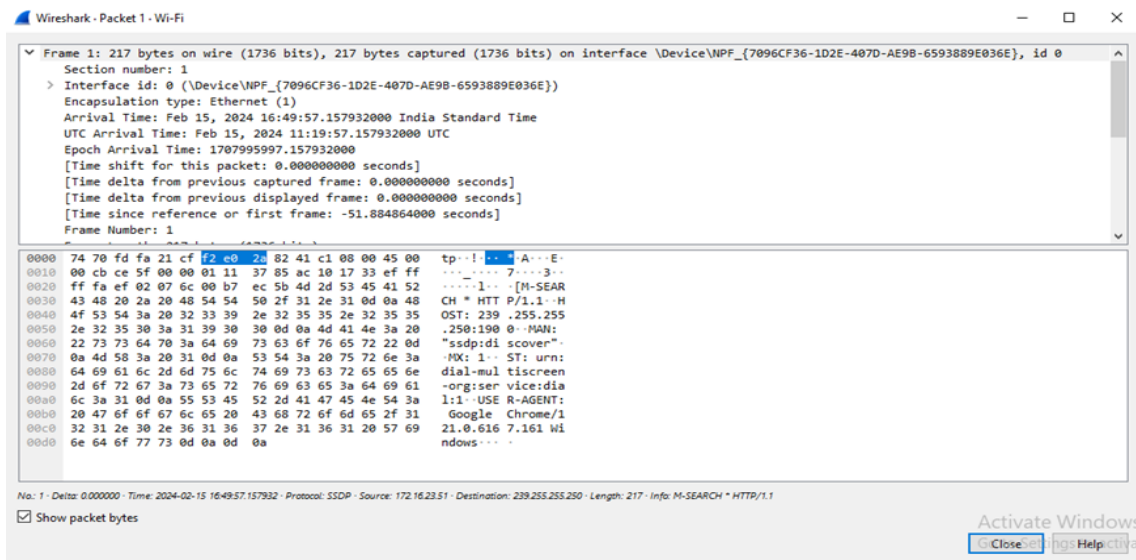 Wireshark · Packet 1 · Wi-Fi
Frame 1: 217 bytes on wire (1736 bits), 217 bytes captured (1736 bits) on interface \Device\NPF_{7096CF36-1D2E-407D-AE9B-6593889E036E}, id 0
Section number: 1
Interface id: 0 (\Device\NPF_{7096CF36-1D2E-407D-AE9B-6593889E036E})
Encapsulation type: Ethernet (1)
Arrival Time: Feb 15, 2024 16:49:57.157932000 India Standard Time
UTC Arrival Time: Feb 15, 2024 11:19:57.157932000 UTC
Epoch Arrival Time: 1707995997.157932000
[Time shift for this packet: 0.000000000 seconds]
[Time delta from previous captured frame: 0.000000000 seconds]
[Time delta from previous displayed frame: 0.000000000 seconds]
[Time since reference or first frame: -51.884864000 seconds]
Frame Number: 1
0000 74 70 fd fa 21 cf f2 e0 2a 82 41 c1 08 00 45 00 tp··!···*·A···E·
0010 00 cb ce 5f 00 00 01 11 37 85 ac 10 17 33 ef ff ···_····7····3··
0020 ff fa ef 02 07 6c 00 b7 ec 5b 4d 2d 53 45 41 52 ·····l···[M-SEAR
0030 43 48 20 2a 20 48 54 54 50 2f 31 2e 31 0d 0a 48 CH * HTT P/1.1··H
0040 4f 53 54 3a 20 32 33 39 2e 32 35 35 2e 32 35 35 OST: 239 .255.255
0050 2e 32 35 30 3a 31 39 30 30 0d 0a 4d 41 4e 3a 20 .250:190 0··MAN:
0060 22 73 73 64 70 3a 64 69 73 63 6f 76 65 72 22 0d "ssdp:di scover"·
0070 0a 4d 58 3a 20 31 0d 0a 53 54 3a 20 75 72 6e 3a ·MX: 1·· ST: urn:
0080 64 69 61 6c 2d 6d 75 6c 74 69 73 63 72 65 65 6e dial-mul tiscreen
0090 2d 6f 72 67 3a 73 65 72 76 69 63 65 3a 64 69 61 -org:ser vice:dia
00a0 6c 3a 31 0d 0a 55 53 45 52 2d 41 47 45 4e 54 3a l:1··USE R-AGENT:
00b0 20 47 6f 6f 67 6c 65 20 43 68 72 6f 6d 65 2f 31 Google Chrome/1
00c0 32 31 2e 30 2e 36 31 36 37 2e 31 36 31 20 57 69 21.0.616 7.161 Wi
00d0 6e 64 6f 77 73 0d 0a 0d 0a ndows··· ·
No.: 1 · Delta: 0.000000 · Time: 2024-02-15 16:49:57.157932 · Protocol: SSDP · Source: 172.16.23.51 · Destination: 239.255.255.250 · Length: 217 · Info: M-SEARCH * HTTP/1.1
Show packet bytes
Activate Windows
Close Help